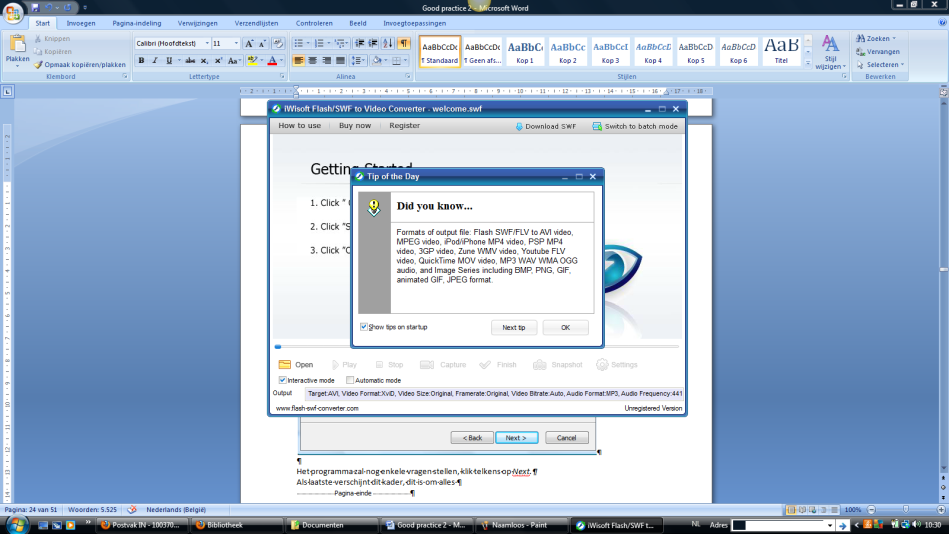 Good practice 2 - Microsoft Word
Start Invoegen Pagina-indeling Verwijzingen Verzendlijsten Controleren Beeld Invoegtoepassingen
Plakken
Knippen
Kopiëren
Opmaak kopiëren/plakken
Klembord
Calibri (Hoofdtekst) 11
Lettertype
Alinea
AaBbCcDc AaBbCcDc AaBbC AaBbCc AaBbCcI AaBbCcL AaBbCcD AaBbCcD AaB
¶ Standaard ¶ Geen afs... Kop 1 Kop 2 Kop 3 Kop 4 Kop 5 Kop 6 Titel
Stijl wijzigen
Stijlen
Zoeken
Vervangen
Selecteren
Bewerken
iWisoft Flash/SWF to Video Converter - welcome.swf
How to use Buy now Register Download SWF Switch to batch mode
Getting Started
1. Click "
2. Click "S
3. Click "C
Tip of the Day
Did you know...
Formats of output file: Flash SWF/FLV to AVI video,
MPEG video, iPod/iPhone MP4 video, PSP MP4
video, 3GP video, Zune WMV video, Youtube FLV
video, QuickTime MOV video, MP3 WAV WMA OGG
audio, and Image Series including BMP, PNG, GIF,
animated GIF, JPEG format.
Show tips on startup Next tip OK
Open Play Stop Capture Finish Snapshot Settings
Interactive mode Automatic mode
Output Target:AVI, Video Format:XviD, Video Size:Original, Framerate:Original, Video Bitrate:Auto, Audio Format:MP3, Audio Frequency:441
www.flash-swf-converter.com Unregistered Version
< Back Next > Cancel
¶
¶
Het programma zal nog enkele vragen stellen, klik telkens op Next. ¶
Als laatste verschijnt dit kader, dit is om alles ¶
Pagina-einde ¶
Pagina: 24 van 51 Woorden: 5.525 Nederlands (België) 100%
Postvak IN - 100370... Bibliotheek Documenten Good practice 2 - M... Naamloos - Paint iWisoft Flash/SWF t... NL Adres 10:30